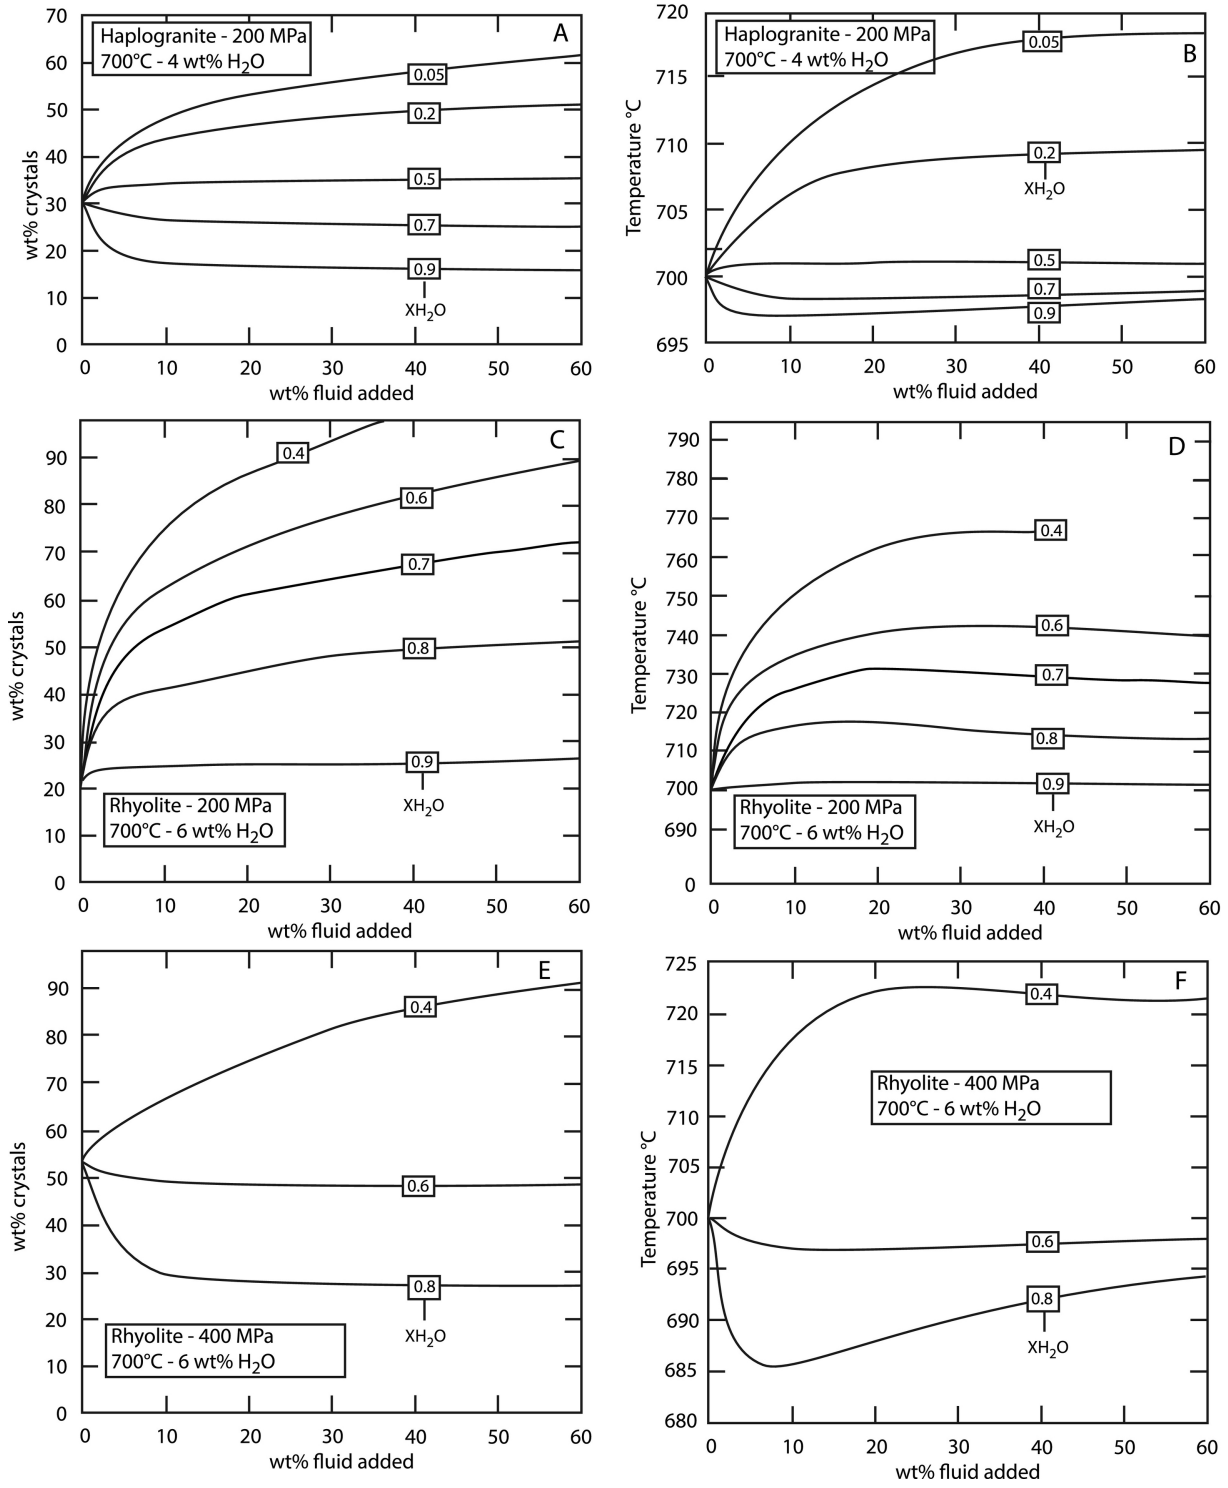 A
Haplogranite - 200 MPa
700°C - 4 wt% H₂O
70
60
50
40
30
20
10
0
wt% crystals
0.05
0.2
0.5
0.7
0.9
XH₂O
0 10 20 30 40 50 60
wt% fluid added
B
Haplogranite - 200 MPa
700°C - 4 wt% H₂O
720
715
710
705
700
695
Temperature °C
0.05
0.2
XH₂O
0.5
0.7
0.9
0 10 20 30 40 50 60
wt% fluid added
C
90
80
70
60
50
40
30
20
10
0
wt% crystals
0.4
0.6
0.7
0.8
0.9
XH₂O
Rhyolite - 200 MPa
700°C - 6 wt% H₂O
0 10 20 30 40 50 60
wt% fluid added
D
790
780
770
760
750
740
730
720
710
700
690
0
Temperature °C
0.4
0.6
0.7
0.8
0.9
XH₂O
Rhyolite - 200 MPa
700°C - 6 wt% H₂O
0 10 20 30 40 50 60
wt% fluid added
E
90
80
70
60
50
40
30
20
10
0
wt% crystals
0.4
0.6
0.8
XH₂O
Rhyolite - 400 MPa
700°C - 6 wt% H₂O
0 10 20 30 40 50 60
wt% fluid added
F
725
720
715
710
705
700
695
690
685
680
Temperature °C
0.4
Rhyolite - 400 MPa
700°C - 6 wt% H₂O
0.6
0.8
XH₂O
0 10 20 30 40 50 60
wt% fluid added